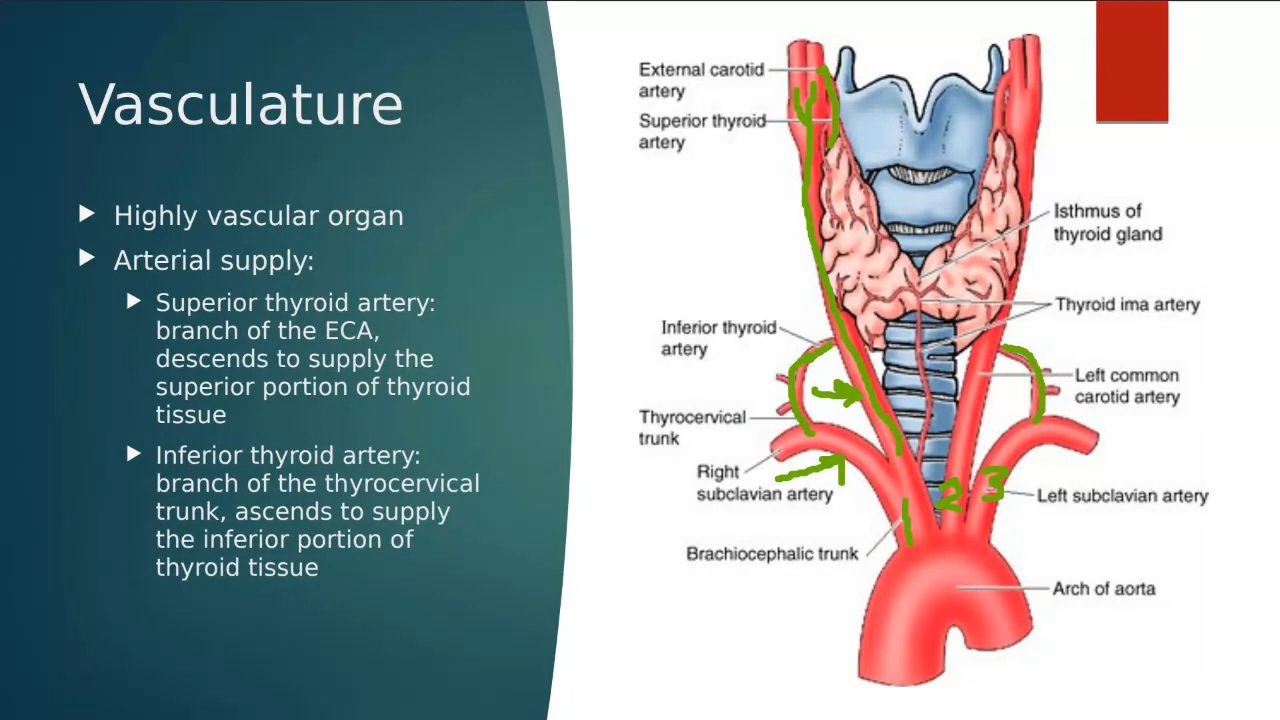 Vasculature
Highly vascular organ
Arterial supply:
Superior thyroid artery:
branch of the ECA,
descends to supply the
superior portion of thyroid
tissue
Inferior thyroid artery:
branch of the thyrocervical
trunk, ascends to supply
the inferior portion of
thyroid tissue
External carotid
artery
Superior thyroid
artery
Isthmus of
thyroid gland
Thyroid ima artery
Inferior thyroid
artery
Left common
carotid artery
Thyrocervical
trunk
Right
subclavian artery
1
2
3
Left subclavian artery
Brachiocephalic trunk
Arch of aorta